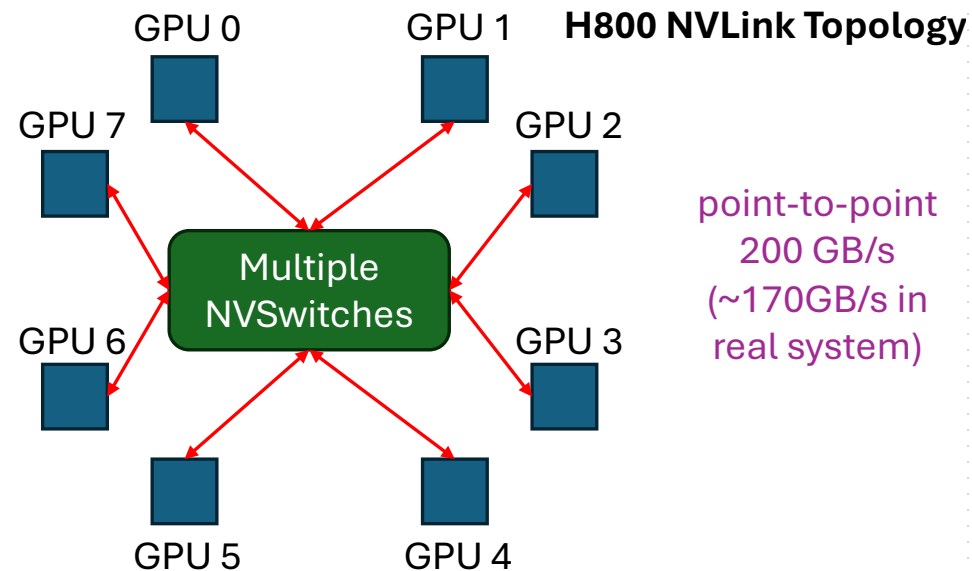 H800 NVLink Topology
GPU 0
GPU 1
GPU 7
GPU 2
Multiple
NVSwitches
GPU 6
GPU 3
GPU 5
GPU 4
point-to-point
200 GB/s
(~170GB/s in
real system)